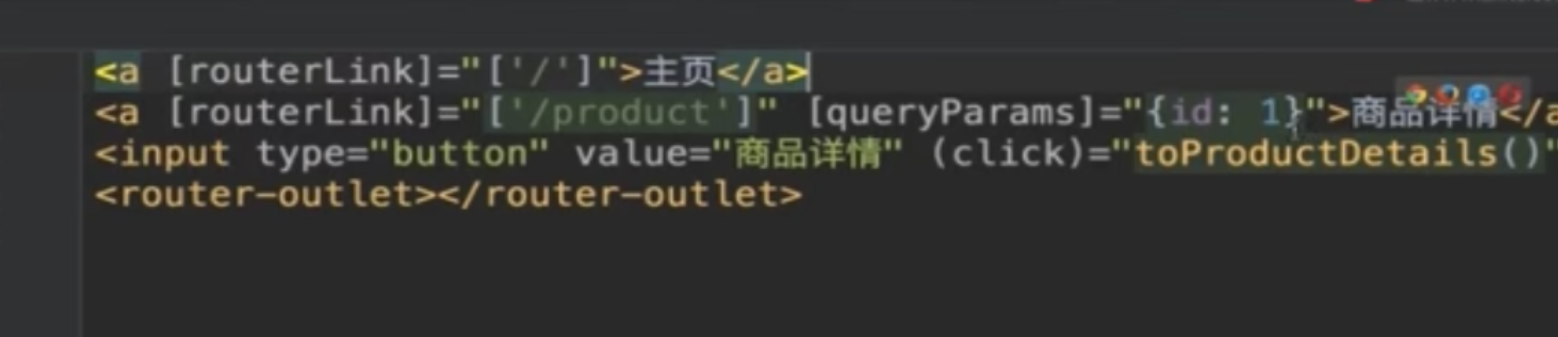 <a [routerLink]="['/']">主页</a>
<a [routerLink]="['/product']" [queryParams]="{id: 1}">商品详情</a
<input type="button" value="商品详情" (click)="toProductDetails()"
<router-outlet></router-outlet>